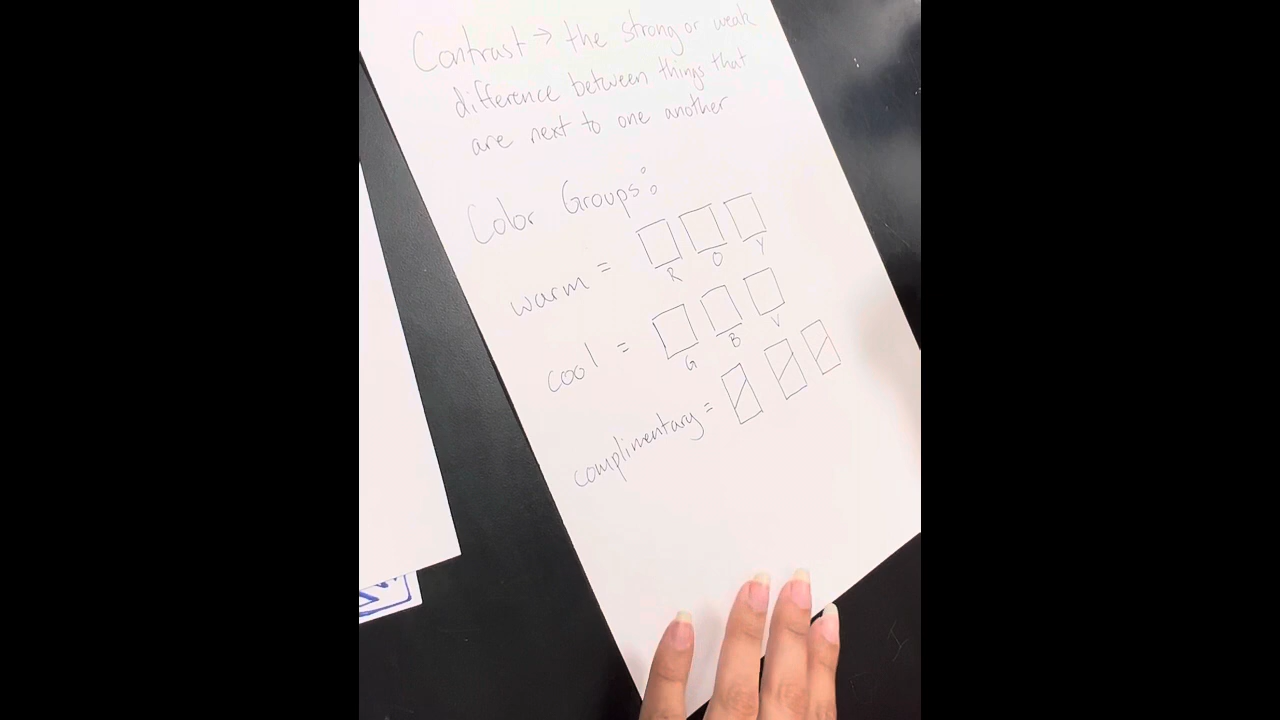 Contrast → the strong or weak
difference between things that
are next to one another
Color Groups:
warm =
R O Y
cool =
G B V
complimentary =